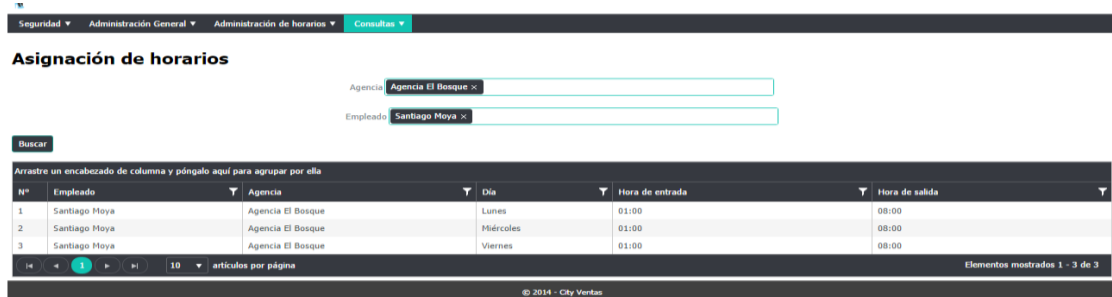 Seguridad ▼ Administración General ▼ Administración de horarios ▼ Consultas ▼
Asignación de horarios
Agencia Agencia El Bosque ×
Empleado Santiago Moya ×
Buscar
Arrastre un encabezado de columna y póngalo aquí para agrupar por ella
N° Empleado Agencia Día Hora de entrada Hora de salida
1 Santiago Moya Agencia El Bosque Lunes 01:00 08:00
2 Santiago Moya Agencia El Bosque Miércoles 01:00 08:00
3 Santiago Moya Agencia El Bosque Viernes 01:00 08:00
1 10 ▼ artículos por página Elementos mostrados 1 - 3 de 3
© 2014 - City Ventas